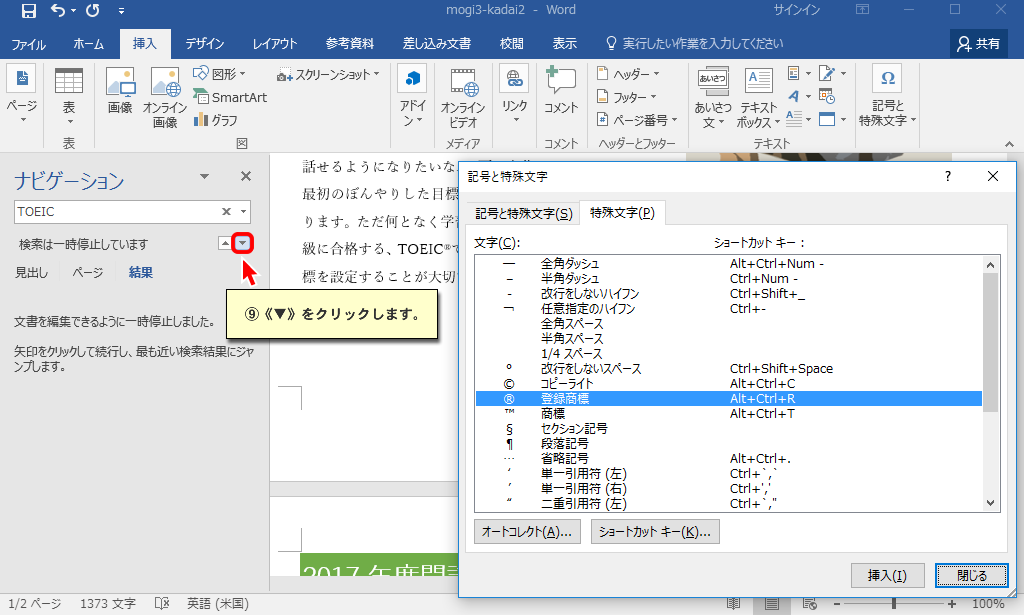 mogi3-kadai2 - Word
サインイン
ファイル ホーム 挿入 デザイン レイアウト 参考資料 差し込み文書 校閲 表示 実行したい作業を入力してください 共有
ページ
表
画像
オンライン
画像
図形
SmartArt
グラフ
スクリーンショット
アドイ
ン
オンライン
ビデオ
リンク
コメント
ヘッダー
フッター
ページ番号
あいさつ
あいさつ
文
テキスト
ボックス
Ω
記号と
特殊文字
表 図 メディア コメント ヘッダーとフッター テキスト
ナビゲーション
TOEIC
検索は一時停止しています
見出し ページ 結果
文書を編集できるように一時停止しました。
矢印をクリックして続行し、最も近い検索結果にジャ
ンプします。
⑨《▼》をクリックします。
話せるようになりたいな
最初のぼんやりした目標
ります。ただ何となく学習
級に合格する、TOEIC®で
標を設定することが大切
2017 年度開講
記号と特殊文字 ?
記号と特殊文字(S) 特殊文字(P)
文字(C): ショートカット キー:
— 全角ダッシュ Alt+Ctrl+Num -
– 半角ダッシュ Ctrl+Num -
- 改行をしないハイフン Ctrl+Shift+_
¬ 任意指定のハイフン Ctrl+-
全角スペース
半角スペース
1/4 スペース
° 改行をしないスペース Ctrl+Shift+Space
© コピーライト Alt+Ctrl+C
® 登録商標 Alt+Ctrl+R
™ 商標 Alt+Ctrl+T
§ セクション記号
¶ 段落記号
… 省略記号 Alt+Ctrl+.
‘ 単一引用符 (左) Ctrl+`,`
’ 単一引用符 (右) Ctrl+','
“ 二重引用符 (左) Ctrl+`,"
オートコレクト(A)... ショートカット キー(K)...
挿入(I) 閉じる
1/2 ページ 1373 文字 英語 (米国) 100%